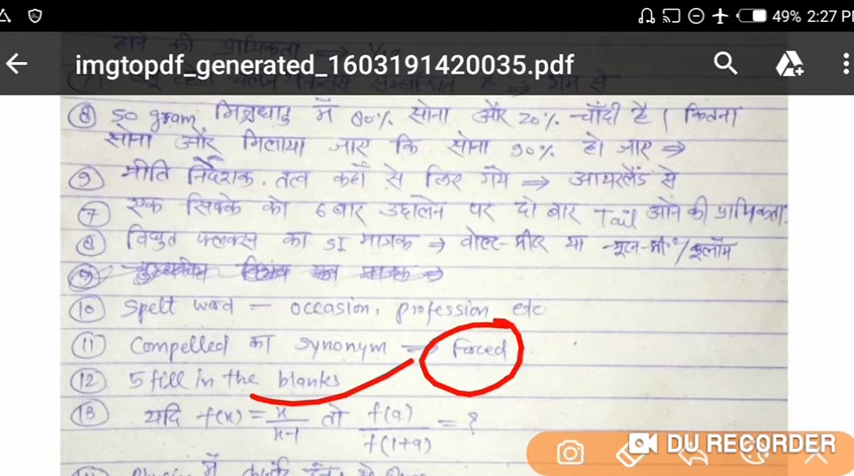 49% 2:27 PM
होने की प्रायिकता ⇒
imgtopdf_generated_1603191420035.pdf
से
⑧ 50 gram मिश्रधातु में 80% सोना और 20% चाँदी है। कितना
सोना और मिलाया जाए कि सोना 90% हो जाए ⇒
⑨ नीति निर्देशक तत्व कहाँ से लिए गये ⇒ आयरलैंड से
⑦ एक सिक्के को 6 बार उछालने पर दो बार Tail आने की प्रायिकता.
⑧ विधुत फ्लक्स का SI मात्रक → वोल्ट-मीटर या न्यूटन-मी²/कूलॉम
⑩ Spelt word – occasion, profession etc
⑪ Compelled का synonym ⇒ forced
⑫ 5 fill in the blanks
⑬ यदि f(x) = x/x-1 तो f(a)/f(1+a) = ?
DU RECORDER